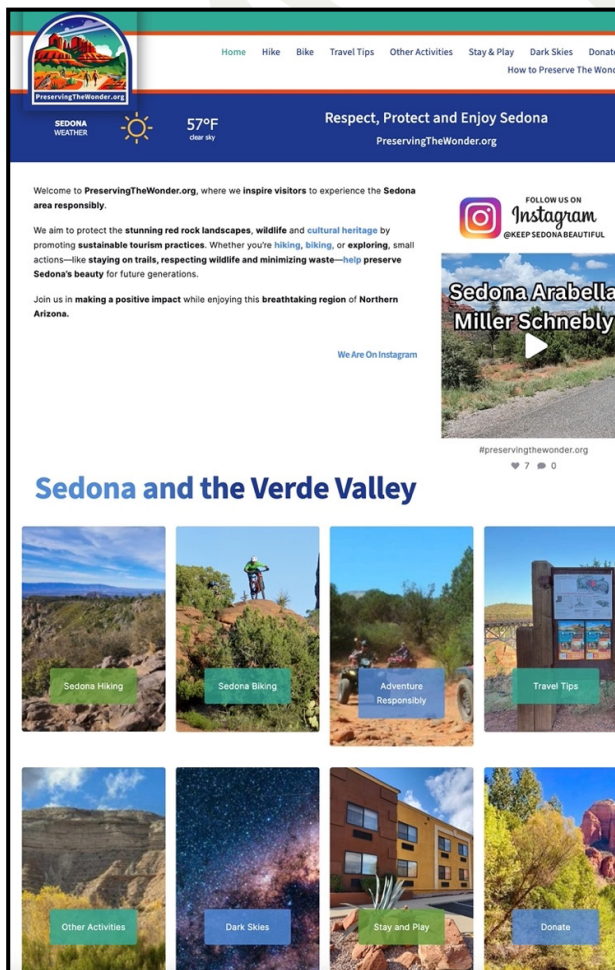 PreservingTheWonder.org
Home Hike Bike Travel Tips Other Activities Stay & Play Dark Skies Donate
How to Preserve The Wond
SEDONA
WEATHER
57°F
clear sky
Respect, Protect and Enjoy Sedona
PreservingTheWonder.org
Welcome to PreservingTheWonder.org, where we inspire visitors to experience the Sedona
area responsibly.
We aim to protect the stunning red rock landscapes, wildlife and cultural heritage by
promoting sustainable tourism practices. Whether you're hiking, biking, or exploring, small
actions—like staying on trails, respecting wildlife and minimizing waste—help preserve
Sedona's beauty for future generations.
Join us in making a positive impact while enjoying this breathtaking region of Northern
Arizona.
We Are On Instagram
FOLLOW US ON
Instagram
@KEEPSEDONABEAUTIFUL
Sedona Arabella
Miller Schnebly
#preservingthewonder.org
7 0
Sedona and the Verde Valley
Sedona Hiking
Sedona Biking
Adventure
Responsibly
Travel Tips
Other Activities
Dark Skies
Stay and Play
Donate